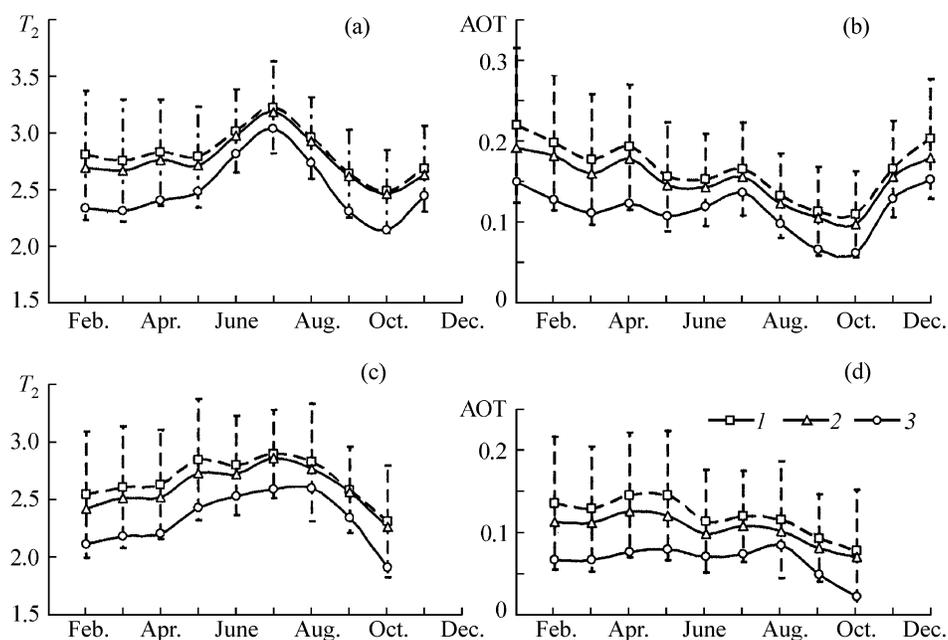 T2 (a) AOT (b)
3.5 0.3
3.0
0.2
2.5
0.1
2.0
1.5 0
Feb. Apr. June Aug. Oct. Dec. Feb. Apr. June Aug. Oct. Dec.
T2 (c) (d)
AOT 1 2 3
3.0 0.2
2.5
0.1
2.0
1.5 0
Feb. Apr. June Aug. Oct. Dec. Feb. Apr. June Aug. Oct. Dec.